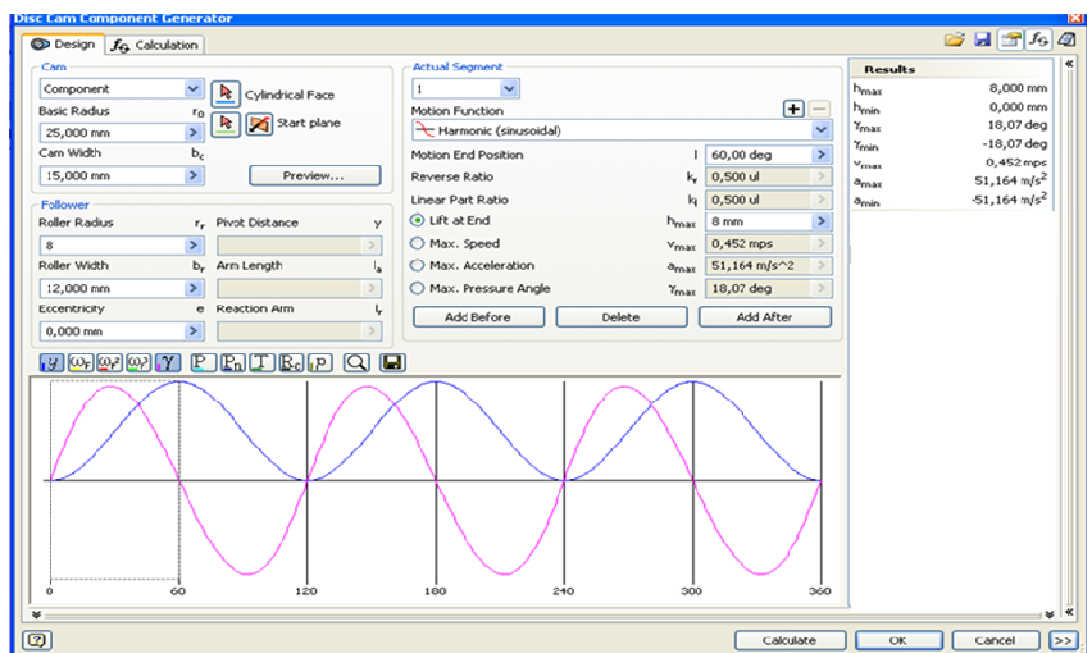 Disc Cam Component Generator
Design
Calculation
Cam
Component
Cylindrical Face
Basic Radius r0
25,000 mm
Start plane
Cam Width bc
15,000 mm
Preview...
Follower
Roller Radius rr Pivot Distance y
8
Roller Width br Arm Length la
12,000 mm
Eccentricity e Reaction Arm lr
0,000 mm
Actual Segment
1
Motion Function
Harmonic (sinusoidal)
Motion End Position l 60,00 deg
Reverse Ratio kr 0,500 ul
Linear Part Ratio kl 0,500 ul
Lift at End hmax 8 mm
Max. Speed vmax 0,452 mps
Max. Acceleration amax 51,164 m/s^2
Max. Pressure Angle γmax 18,07 deg
Add Before Delete Add After
Results
hmax 8,000 mm
hmin 0,000 mm
γmax 18,07 deg
γmin -18,07 deg
vmax 0,452 mps
amax 51,164 m/s²
amin -51,164 m/s²
y ωF ωF² ωF³ γ P Pn T Rc p
0 60 120 180 240 300 360
Calculate OK Cancel >>